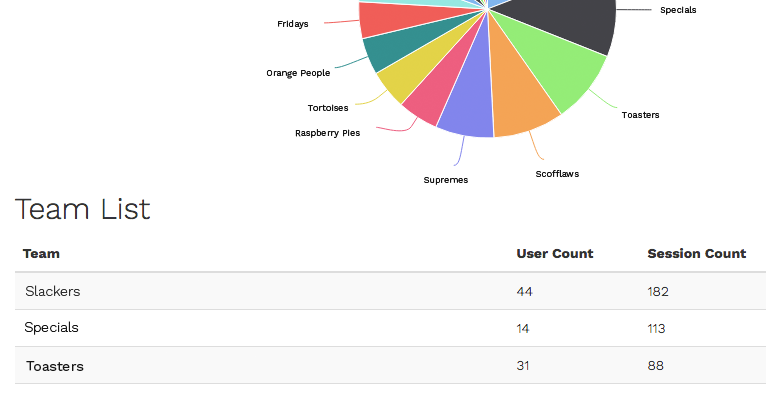 Specials
Fridays
Orange People
Tortoises
Toasters
Raspberry Pies
Scofflaws
Supremes
Team List
Team User Count Session Count
Slackers 44 182
Specials 14 113
Toasters 31 88